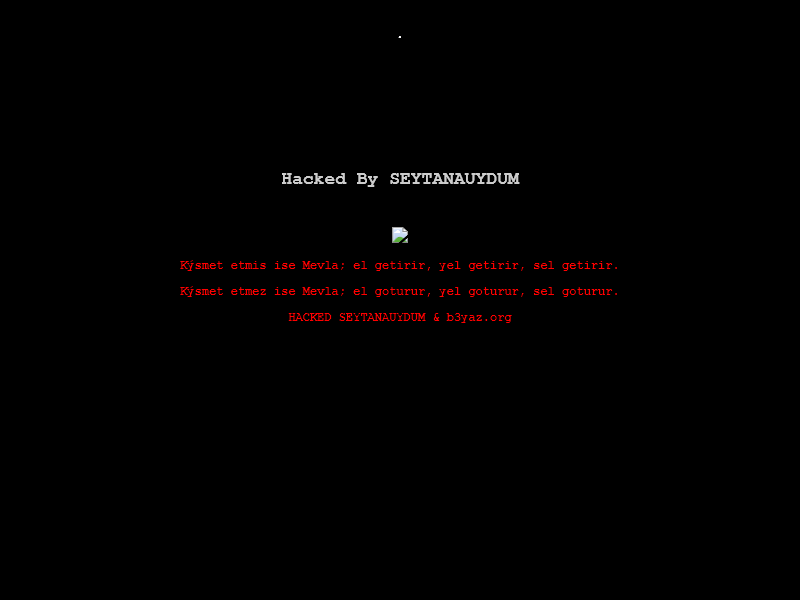 .
Hacked By SEYTANAUYDUM
Kýsmet etmis ise Mevla; el getirir, yel getirir, sel getirir.
Kýsmet etmez ise Mevla; el goturur, yel goturur, sel goturur.
HACKED SEYTANAUYDUM & b3yaz.org